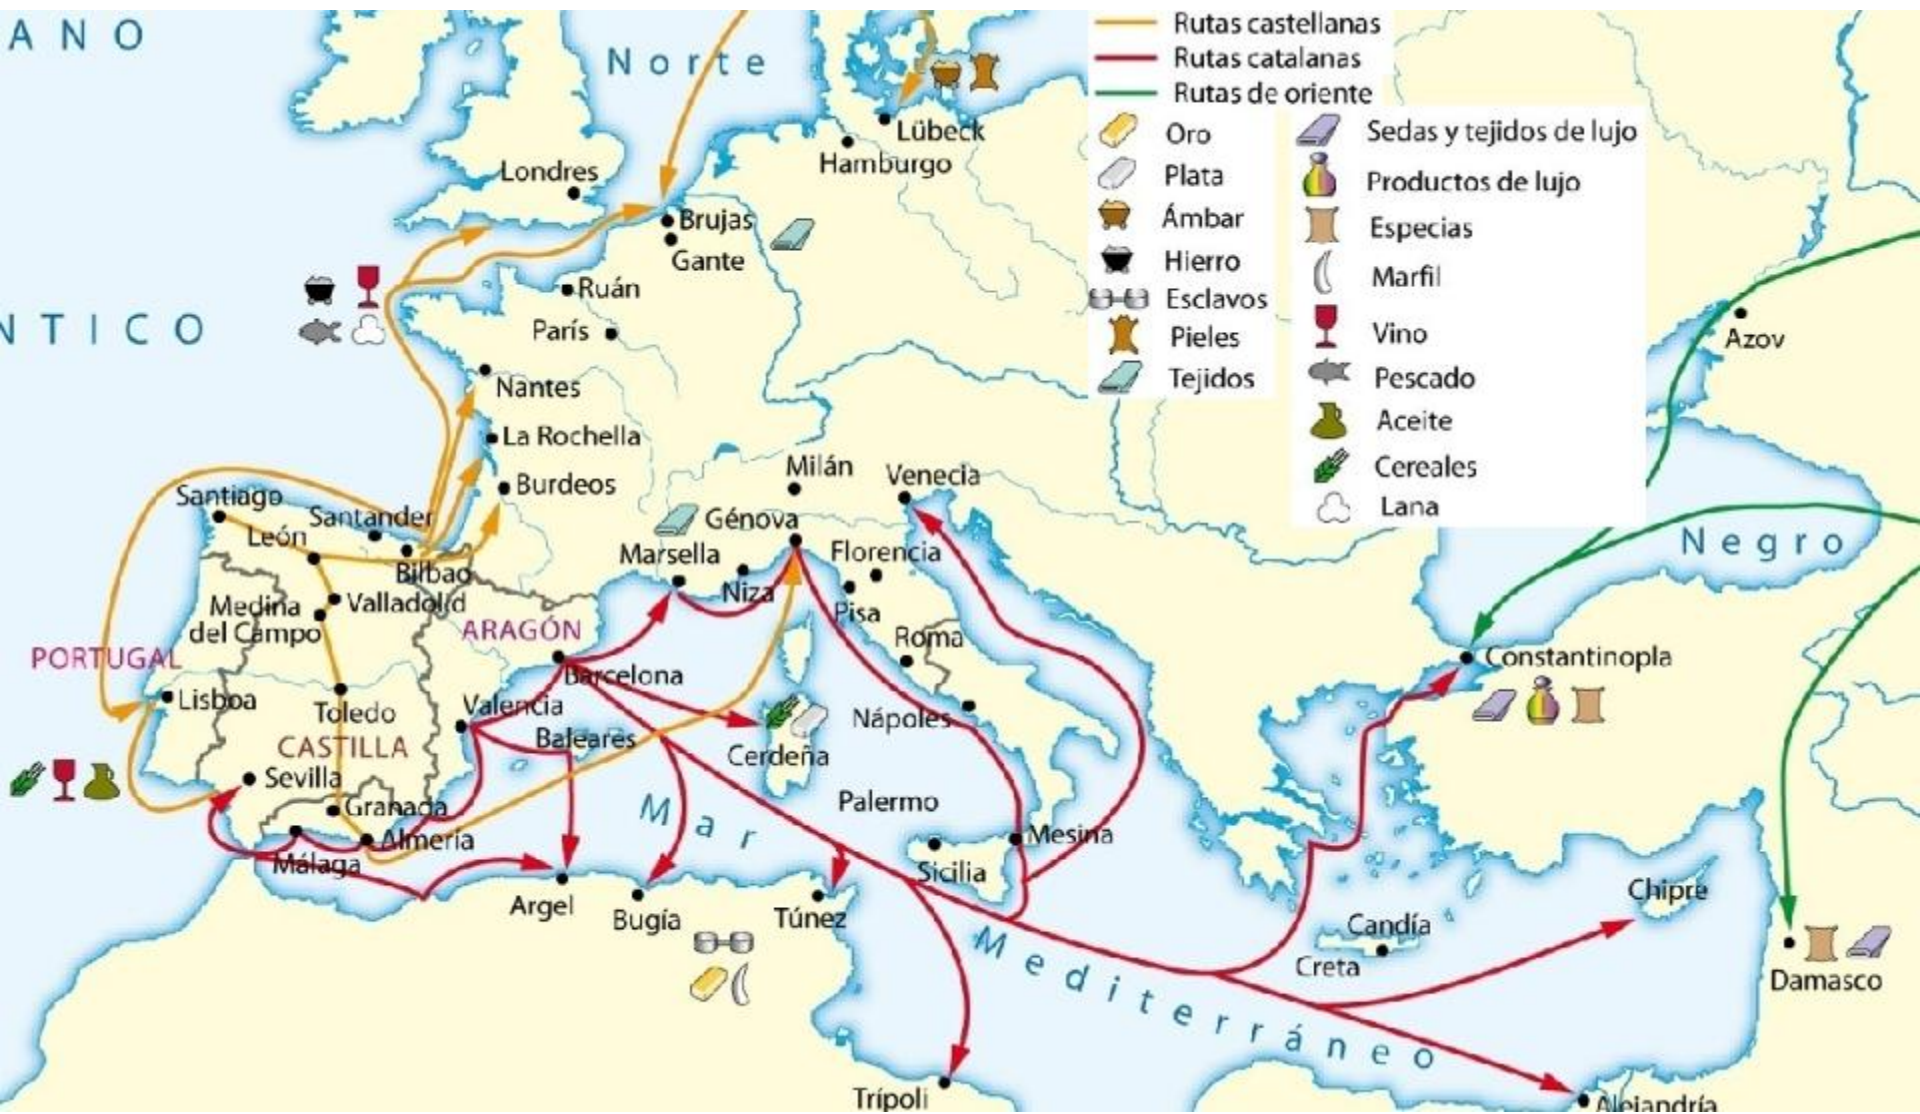 ANO
Norte
Rutas castellanas
Rutas catalanas
Rutas de oriente
Oro
Plata
Ámbar
Hierro
Esclavos
Pieles
Tejidos
Sedas y tejidos de lujo
Productos de lujo
Especias
Marfil
Vino
Pescado
Aceite
Cereales
Lana
Lübeck
Hamburgo
Londres
Brujas
Gante
Ruán
París
NTICO
Azov
Nantes
La Rochella
Burdeos
Milán
Venecia
Santiago
Santander
León
Bilbao
Génova
Marsella
Niza
Florencia
Pisa
Negro
Medina
del Campo
Valladolid
ARAGÓN
Roma
PORTUGAL
Barcelona
Constantinopla
Lisboa
Toledo
Valencia
Nápoles
CASTILLA
Baleares
Cerdeña
Sevilla
Granada
Mar
Palermo
Almería
Mesina
Málaga
Sicilia
Argel
Bugía
Túnez
Chipre
Candía
Creta
Mediterráneo
Damasco
Trípoli
Alejandría